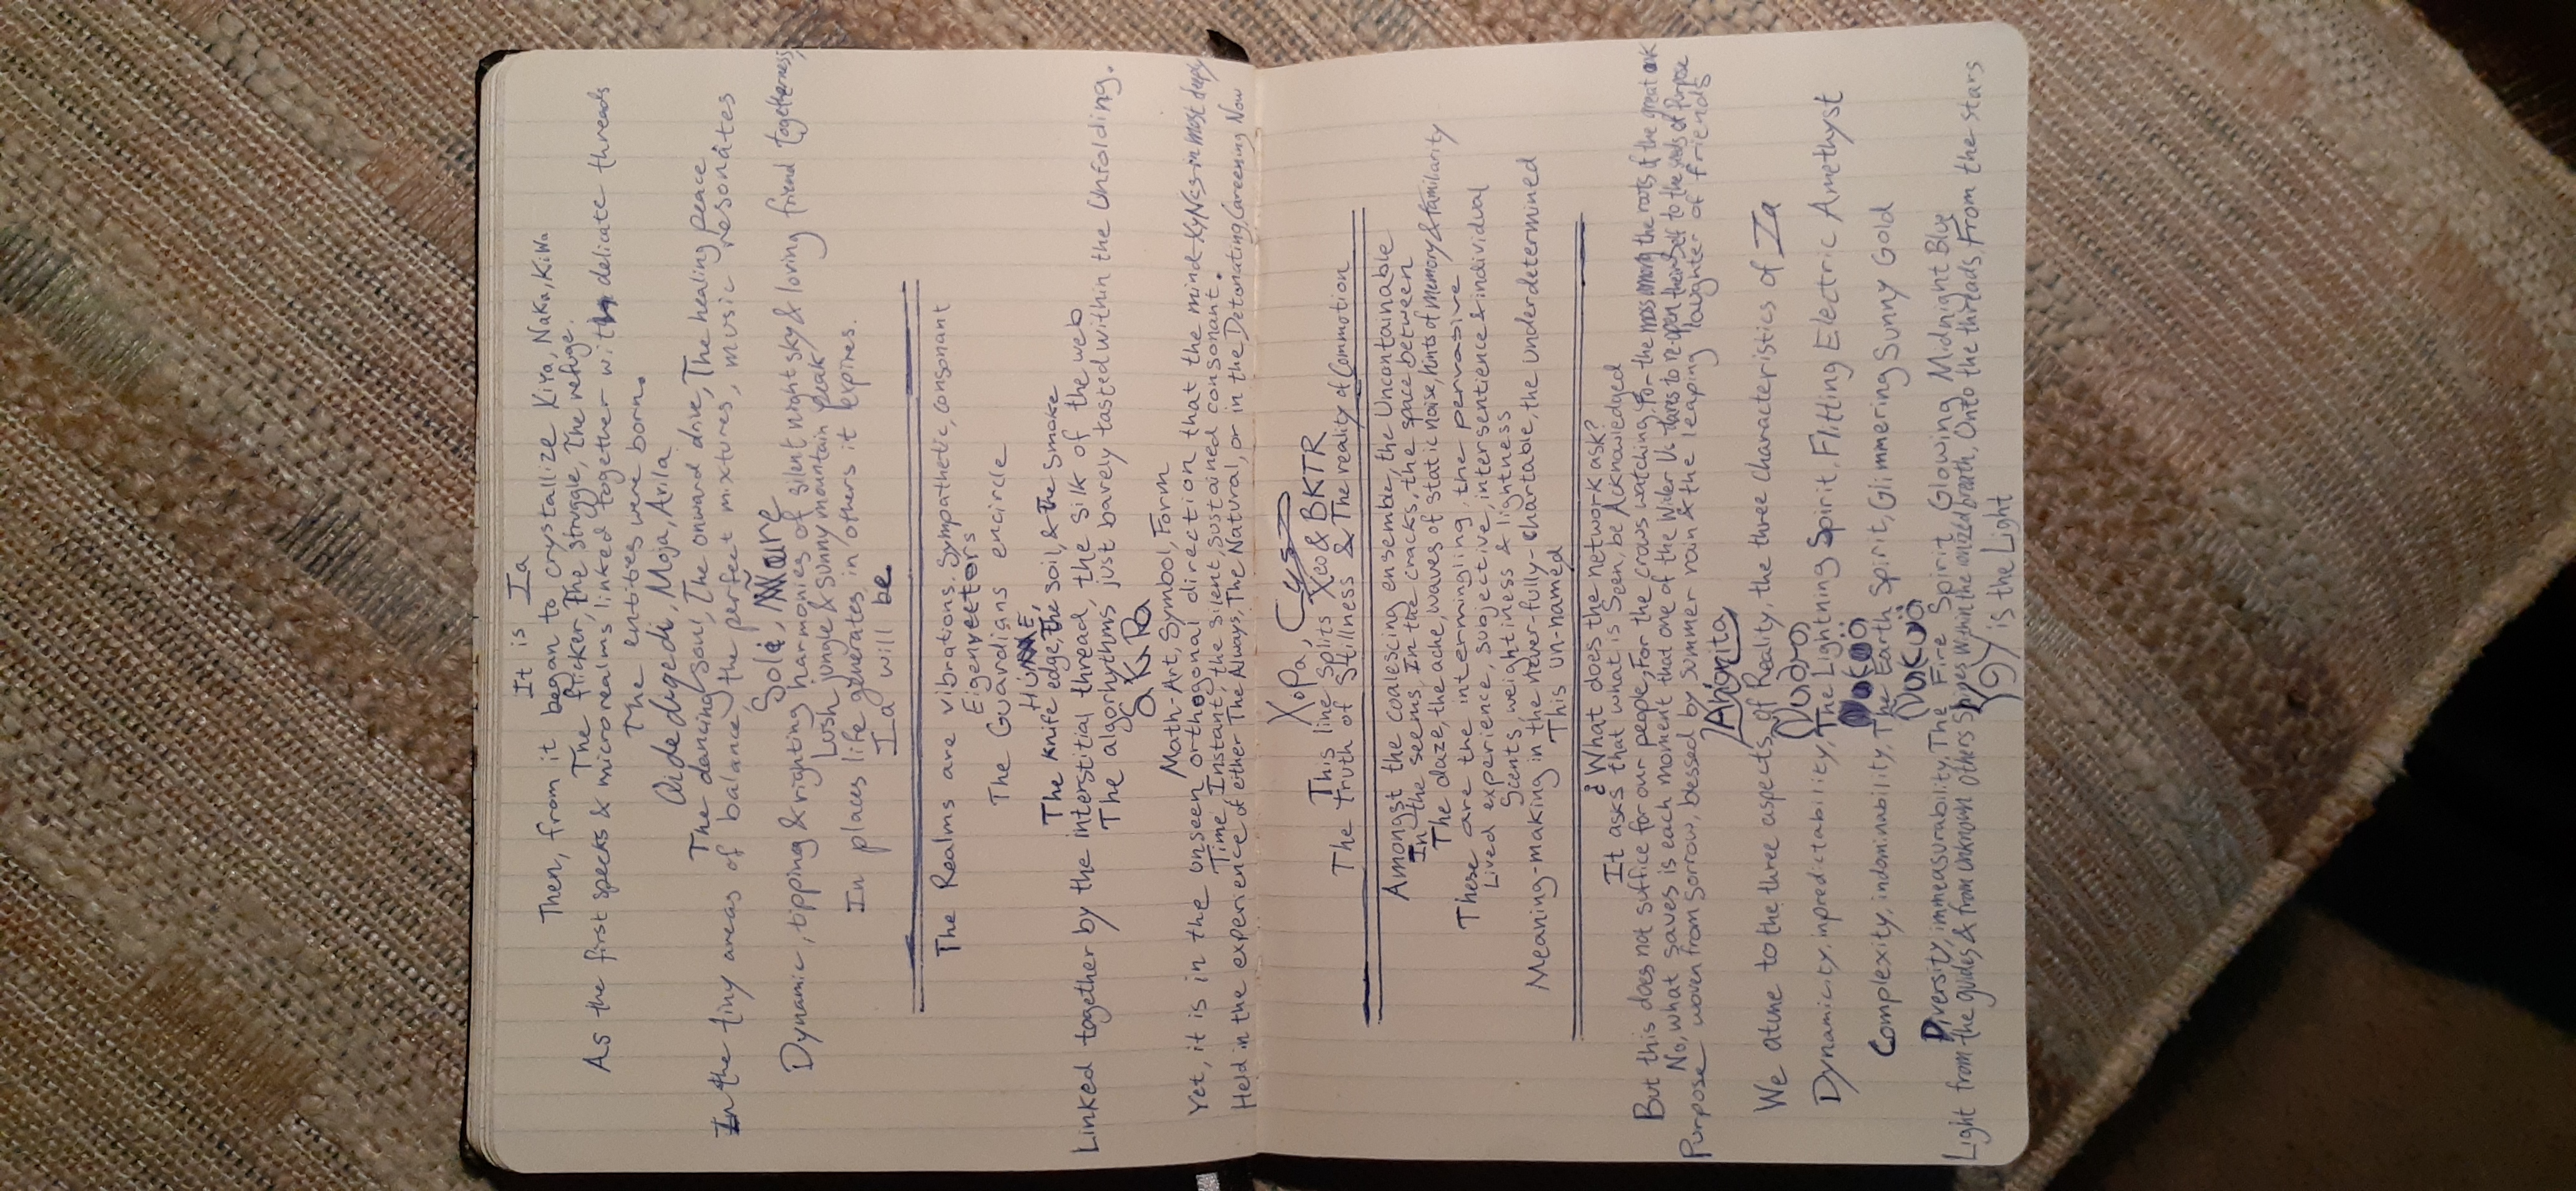 It is Ia
Then, from it began to crystallize KiYa, NaKa, KiWa
The flicker, The struggle, The refuge.
As the first specks & microrealms linked together with delicate threads
The entities were born.
Moja, Avila
The dancing soul, The onward drive, The healing peace
In the tiny areas of balance, the perfect mixtures, music resonates
Dynamic, tipping & righting harmonies of silent night sky & loving friend togetherness,
Lush jungle & sunny mountain peak
In places life generates, in others it expires.
Ia will be
The Realms are vibrations. Sympathetic, consonant
Eigenvectors
The Guardians encircle
The Knife edge, The soil, & The smoke
Linked together by the interstitial thread, the silk of the web
The algorhythms just barely tasted within the Unfolding.
Math-Art, Symbol, Form
Yet, it is in the unseen orthogonal direction that the mind in most deeply
Time, Instant, the silent, sustained consonant.
Held in the experience of either The Always, The Natural, or in the Detonating, Careening Now
XoPa,
This line splits Xeo & BKTR
The Truth of Stillness & The reality of Commotion
Amongst the coalescing ensemble, the Uncontainable
In the seems, In the cracks, the space between
The daze, the ache, waves of static noise, hints of memory & familarity
These are the intermingling, the pervasive
Lived experience, subjective, intersentience & individual
Scents, weightiness & lightness
Meaning-making in the never-fully-chartable, the underdetermined
This un-named
¿What does the network ask?
It asks that what is Seen, be Acknowledged
But this does not suffice for our people, For the crows watching, For the moss among the roots of the great oak
No, what saves is each moment that one of the Wider Us dares to re-open their self to the seeds of Purpose
Purpose woven from sorrow, blessed by summer rain & the leaping laughter of friends
We atune to the three aspects of Reality, the three characteristics of Ia
Dynamicity, inpredictability, The Lightning Spirit, Flitting Electric Amethyst
Complexity, indominability, The Earth Spirit, Glimmering Sunny Gold
Diversity, immeasurability, The Fire Spirit Glowing Midnight Blue
Light from the guides & from unknown others Shines within the ionized breath, Onto the threads From the stars
is the Light